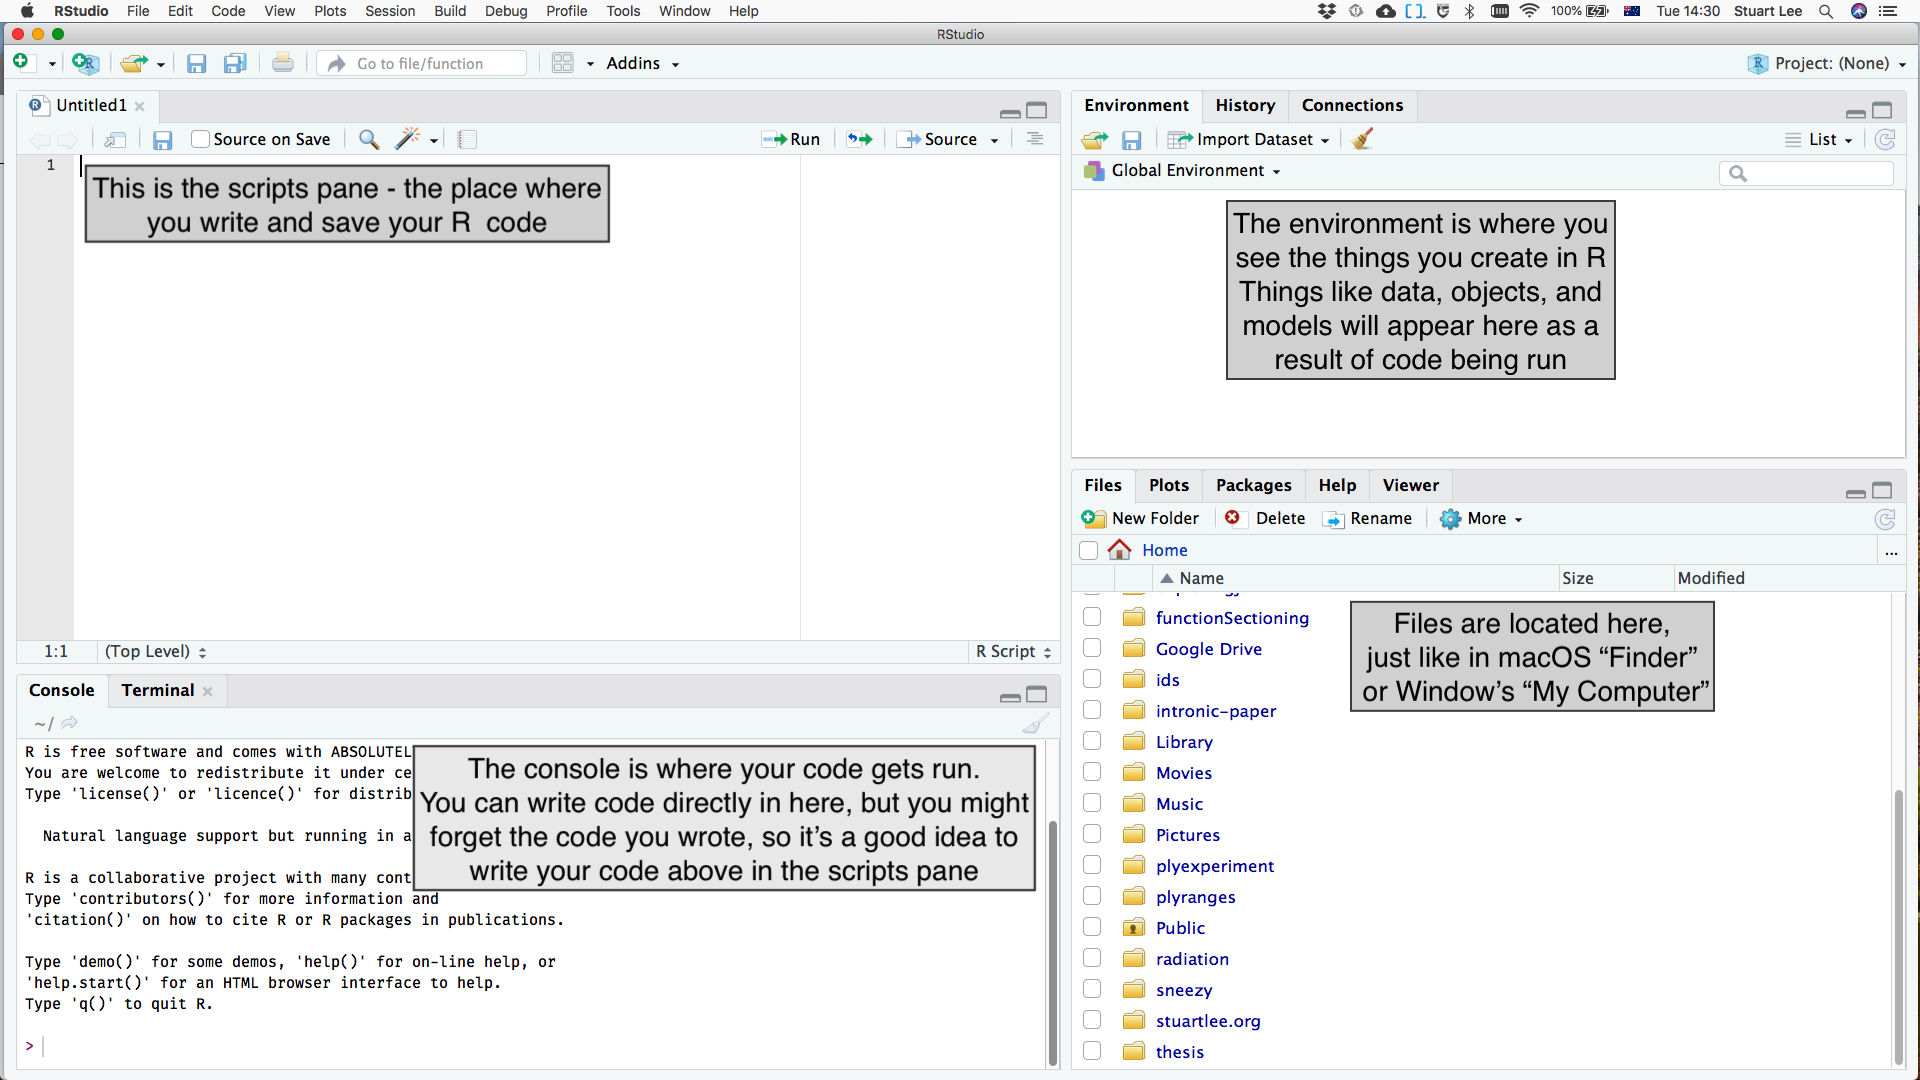 RStudio File Edit Code View Plots Session Build Debug Profile Tools Window Help 100% Tue 14:30 Stuart Lee
RStudio
Go to file/function Addins Project: (None)
Untitled1
Source on Save Run Source
1
This is the scripts pane - the place where
you write and save your R code
1:1 (Top Level) R Script
Console Terminal
~/
R is free software and comes with ABSOLUTEL
You are welcome to redistribute it under ce
Type 'license()' or 'licence()' for distrib
Natural language support but running in a
R is a collaborative project with many cont
Type 'contributors()' for more information and
'citation()' on how to cite R or R packages in publications.
Type 'demo()' for some demos, 'help()' for on-line help, or
'help.start()' for an HTML browser interface to help.
Type 'q()' to quit R.
>
The console is where your code gets run.
You can write code directly in here, but you might
forget the code you wrote, so it's a good idea to
write your code above in the scripts pane
Environment History Connections
Import Dataset List
Global Environment
The environment is where you
see the things you create in R
Things like data, objects, and
models will appear here as a
result of code being run
Files Plots Packages Help Viewer
New Folder Delete Rename More
Home ...
Name Size Modified
functionSectioning
Google Drive
ids
intronic-paper
Library
Movies
Music
Pictures
plyexperiment
plyranges
Public
radiation
sneezy
stuartlee.org
thesis
Files are located here,
just like in macOS “Finder”
or Window’s “My Computer”